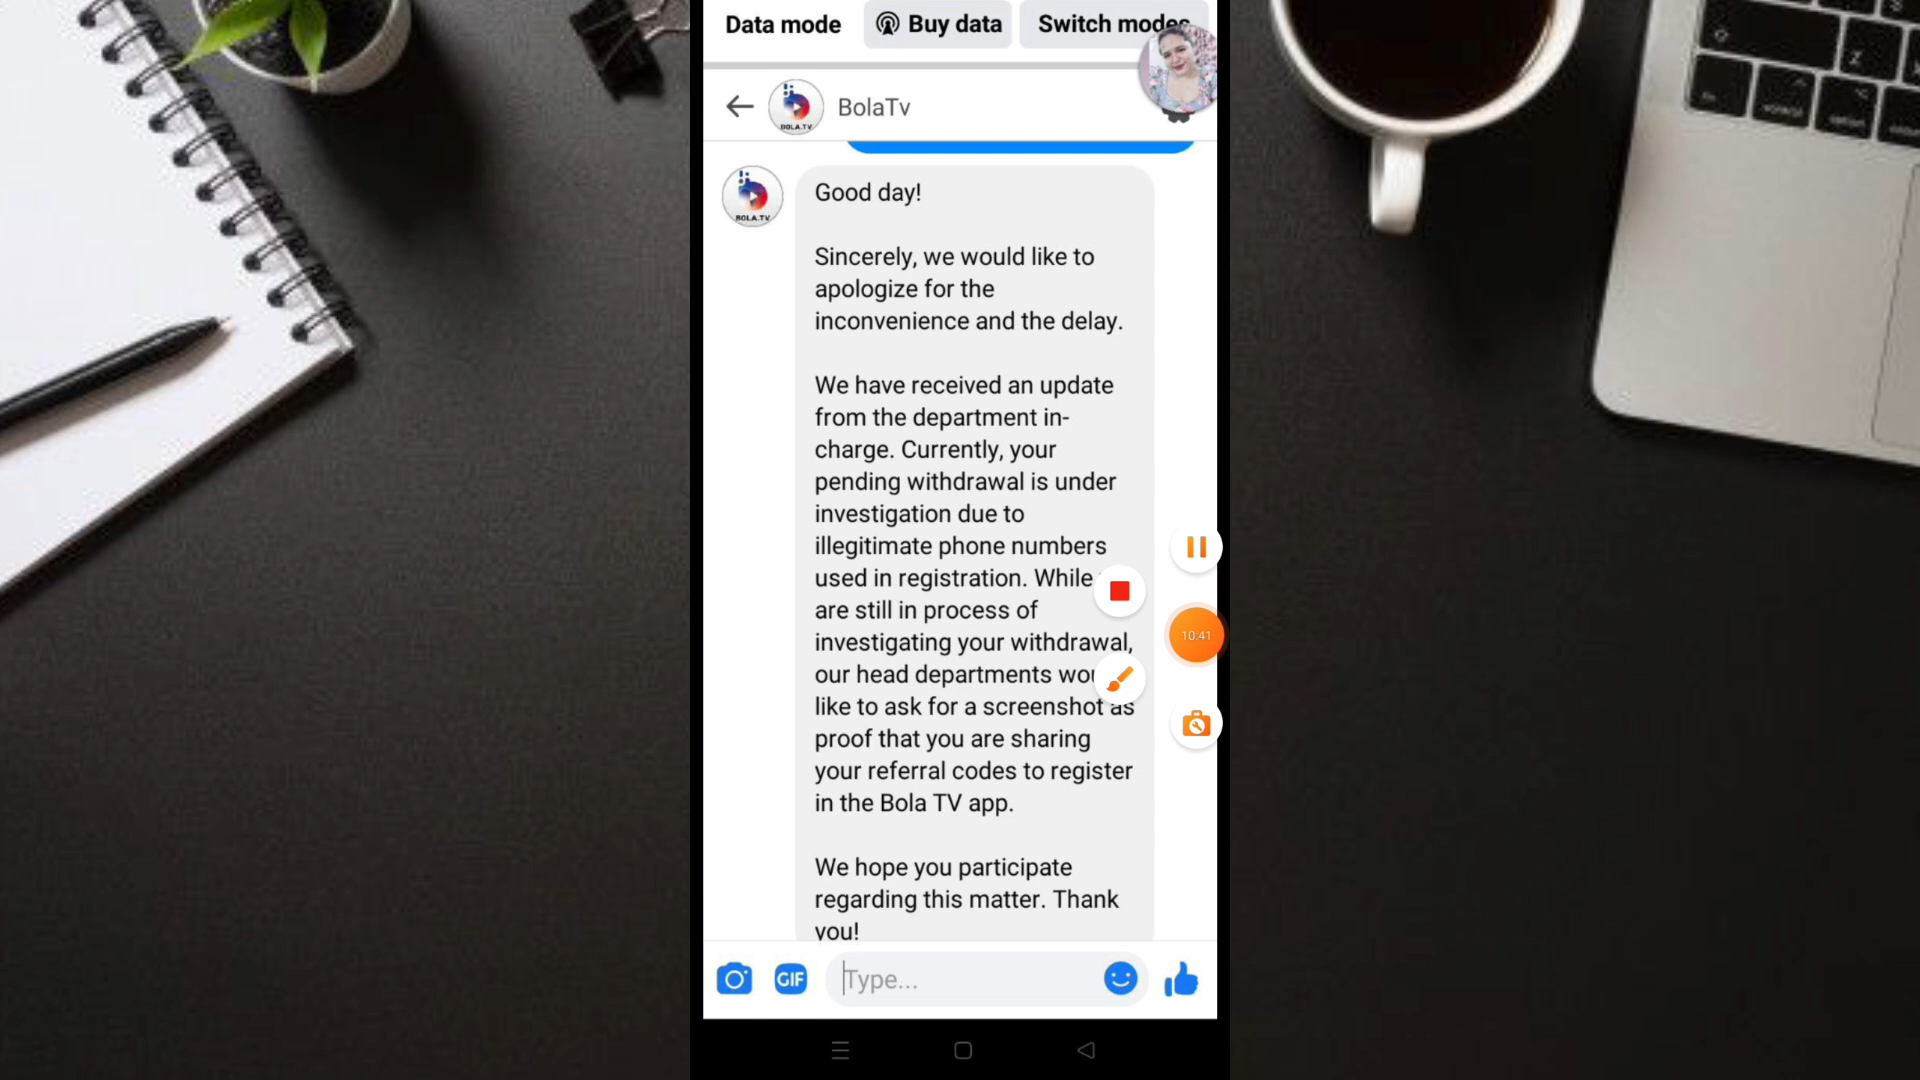 Data mode
Buy data
Switch modes
BOLA.TV
BolaTv
BOLA.TV
Good day!
Sincerely, we would like to
apologize for the
inconvenience and the delay.
We have received an update
from the department in-
charge. Currently, your
pending withdrawal is under
investigation due to
illegitimate phone numbers
used in registration. While
are still in process of
investigating your withdrawal,
our head departments
like to ask for a screenshot as
proof that you are sharing
your referral codes to register
in the Bola TV app.
We hope you participate
regarding this matter. Thank
you!
10:41
GIF
Type...